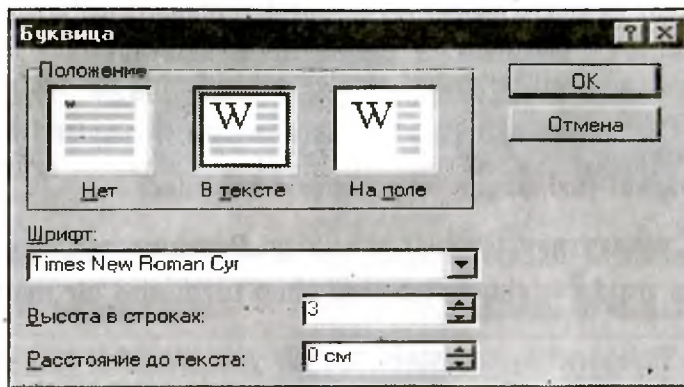 Буквица
Положение
W W
Нет В тексте На поле
OK
Отмена
Шрифт:
Times New Roman Cyr
Высота в строках: 3
Расстояние до текста: 0 см